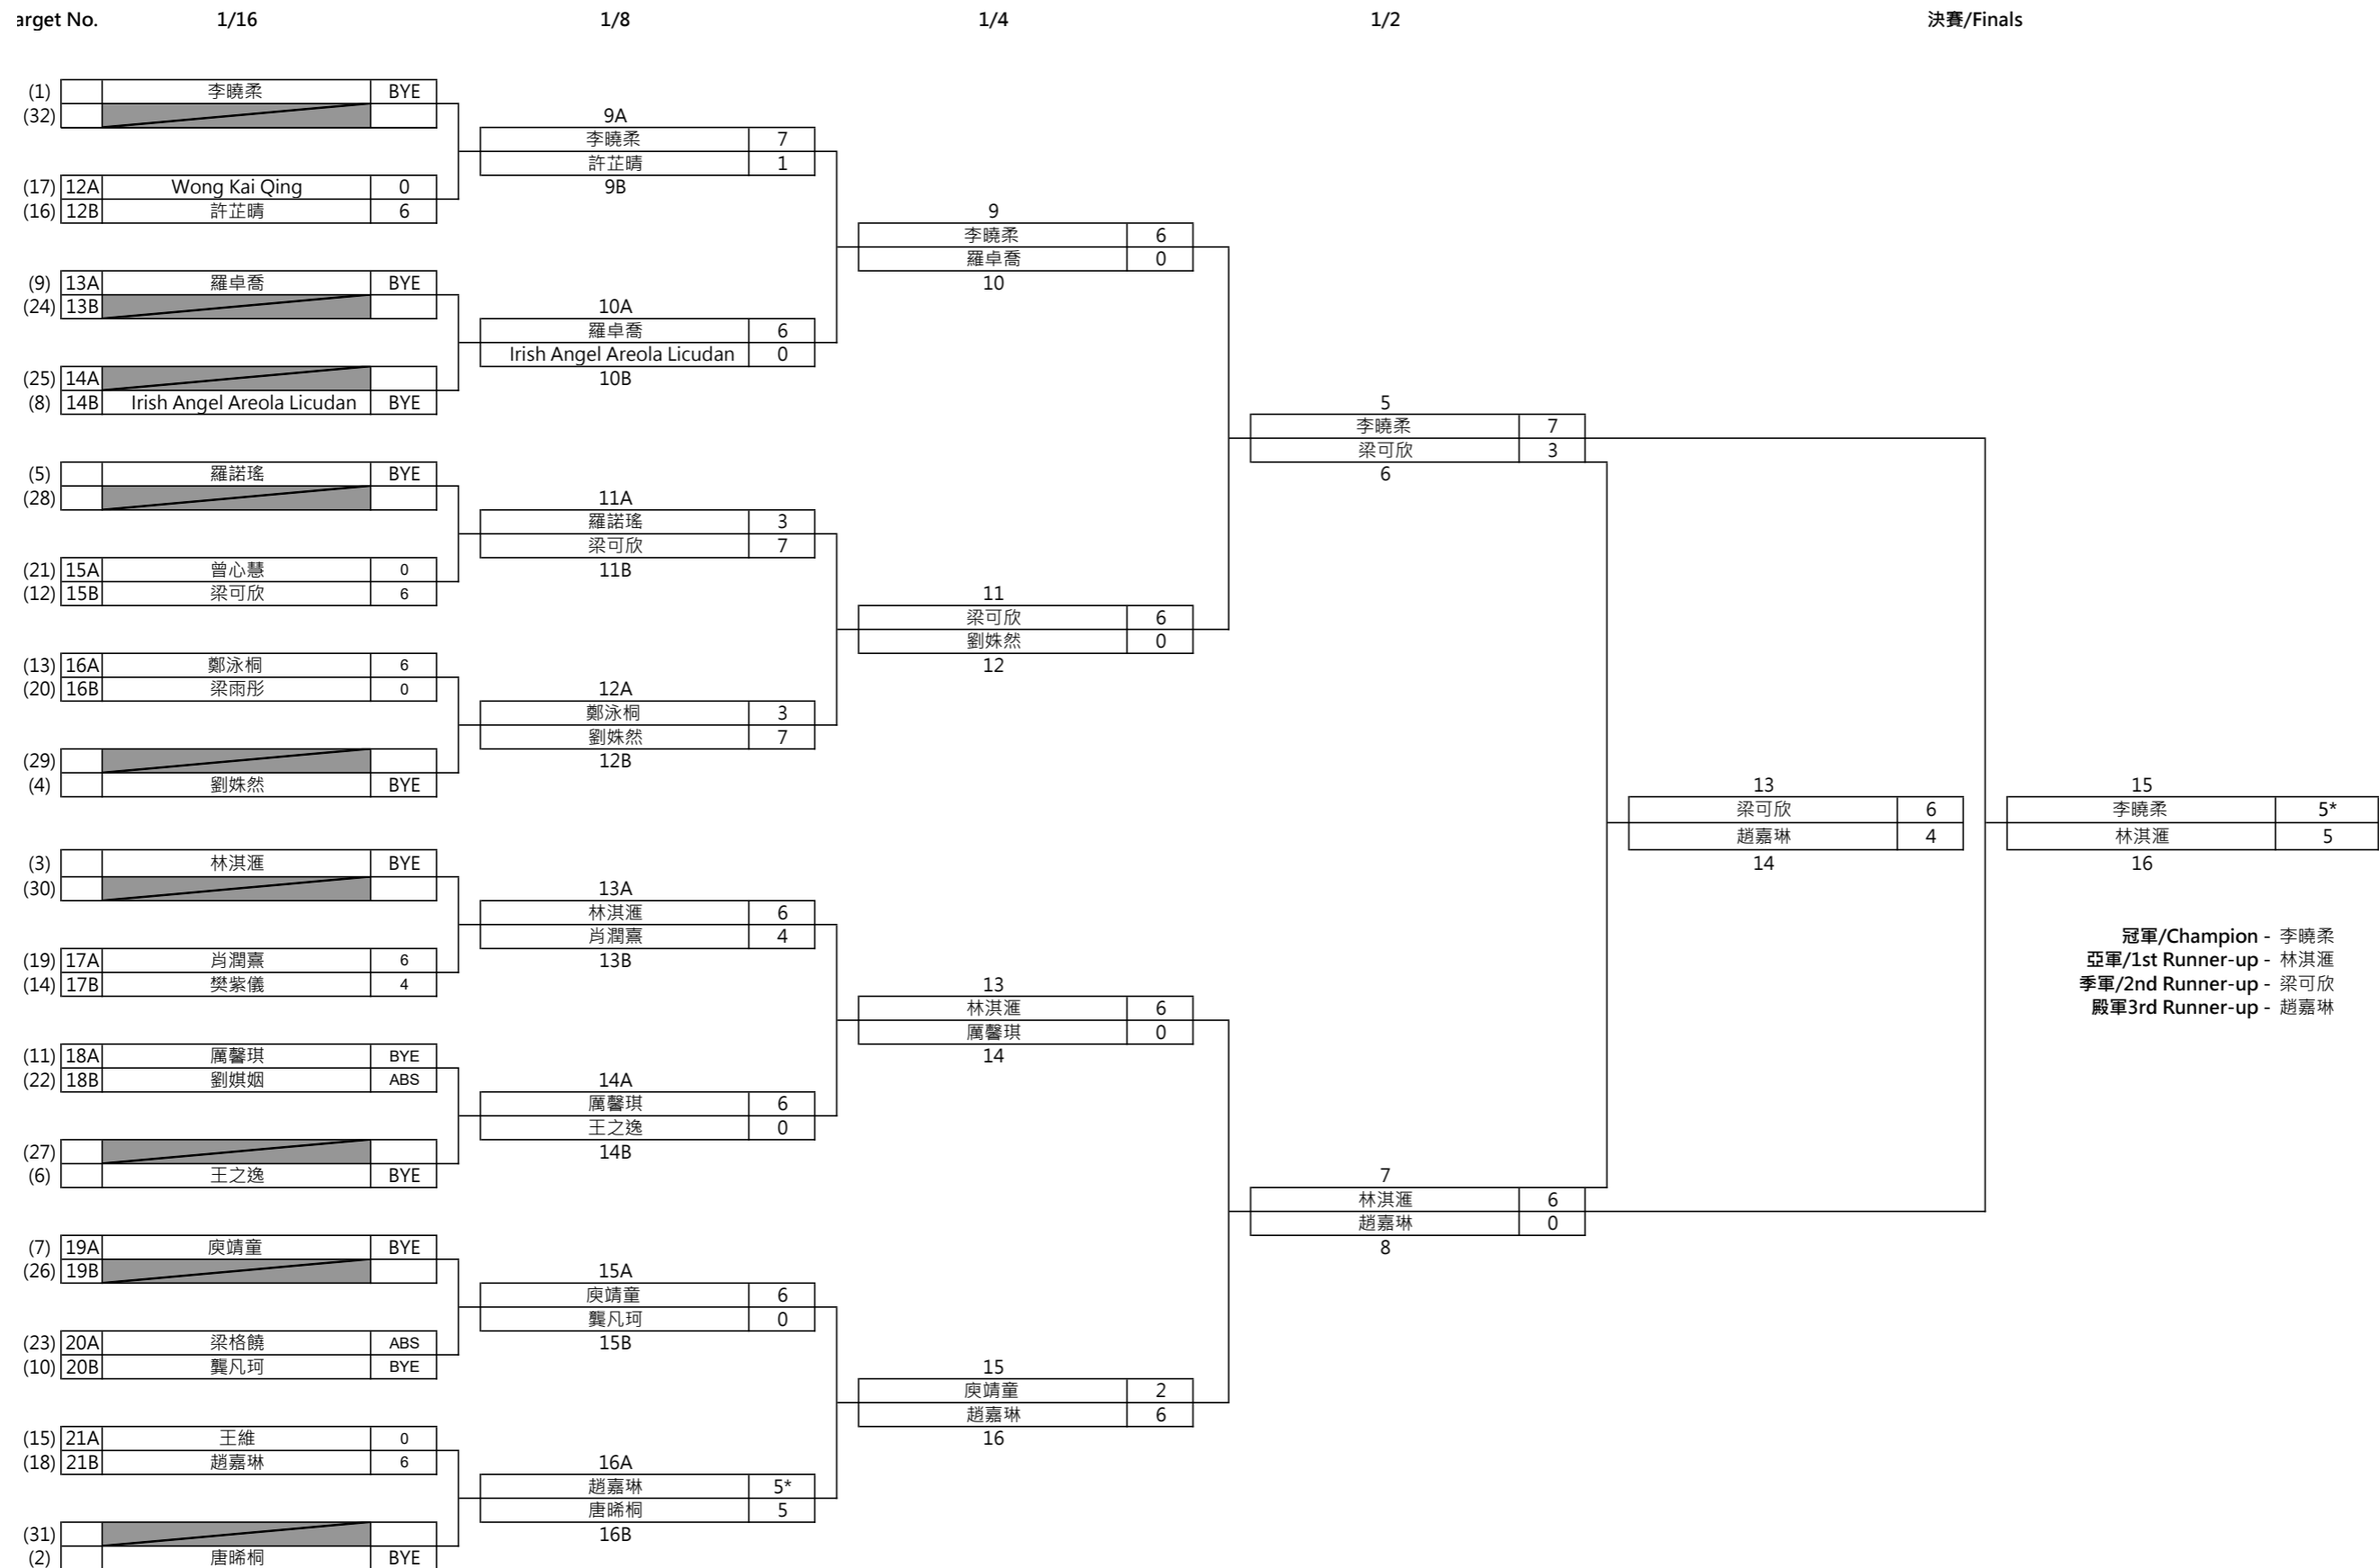 arget No. 1/16 1/8 1/4 1/2 決賽/Finals
(1) 李曉柔 BYE
(32)
9A
李曉柔 7
許芷晴 1
9B
(17) 12A Wong Kai Qing 0
(16) 12B 許芷晴 6
9
李曉柔 6
羅卓喬 0
10
(9) 13A 羅卓喬 BYE
(24) 13B
10A
羅卓喬 6
Irish Angel Areola Licudan 0
10B
(25) 14A
(8) 14B Irish Angel Areola Licudan BYE
5
李曉柔 7
梁可欣 3
6
(5) 羅諾瑤 BYE
(28)
11A
羅諾瑤 3
梁可欣 7
11B
(21) 15A 曾心慧 0
(12) 15B 梁可欣 6
11
梁可欣 6
劉姝然 0
12
(13) 16A 鄭泳桐 6
(20) 16B 梁雨彤 0
12A
鄭泳桐 3
劉姝然 7
12B
(29)
(4) 劉姝然 BYE
13
梁可欣 6
趙嘉琳 4
14
15
李曉柔 5*
林淇滙 5
16
(3) 林淇滙 BYE
(30)
13A
林淇滙 6
肖潤熹 4
13B
冠軍/Champion - 李曉柔
亞軍/1st Runner-up - 林淇滙
季軍/2nd Runner-up - 梁可欣
殿軍3rd Runner-up - 趙嘉琳
(19) 17A 肖潤熹 6
(14) 17B 樊紫儀 4
13
林淇滙 6
厲馨琪 0
14
(11) 18A 厲馨琪 BYE
(22) 18B 劉娸姻 ABS
14A
厲馨琪 6
王之逸 0
14B
(27)
(6) 王之逸 BYE
7
林淇滙 6
趙嘉琳 0
8
(7) 19A 庾靖童 BYE
(26) 19B
15A
庾靖童 6
龔凡珂 0
15B
(23) 20A 梁格饒 ABS
(10) 20B 龔凡珂 BYE
15
庾靖童 2
趙嘉琳 6
16
(15) 21A 王維 0
(18) 21B 趙嘉琳 6
16A
趙嘉琳 5*
唐晞桐 5
16B
(31)
(2) 唐晞桐 BYE